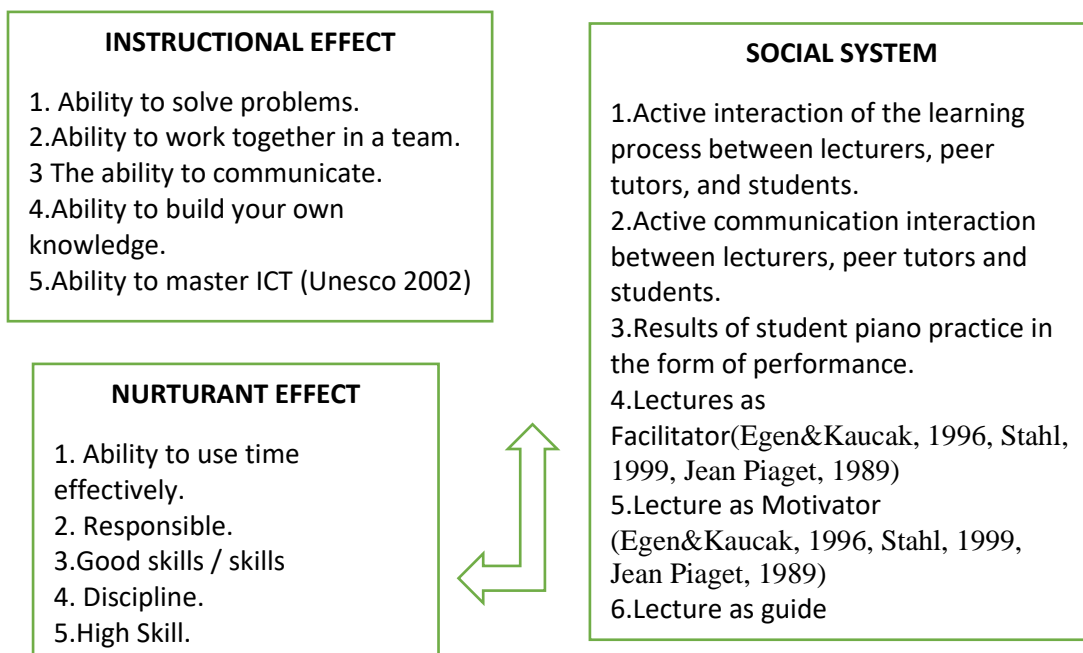 INSTRUCTIONAL EFFECT
1. Ability to solve problems.
2.Ability to work together in a team.
3 The ability to communicate.
4.Ability to build your own
knowledge.
5.Ability to master ICT (Unesco 2002)
NURTURANT EFFECT
1. Ability to use time
effectively.
2. Responsible.
3.Good skills / skills
4. Discipline.
5.High Skill.
SOCIAL SYSTEM
1.Active interaction of the learning
process between lecturers, peer
tutors, and students.
2.Active communication interaction
between lecturers, peer tutors and
students.
3.Results of student piano practice in
the form of performance.
4.Lectures as
Facilitator(Egen&Kaucak, 1996, Stahl,
1999, Jean Piaget, 1989)
5.Lecture as Motivator
(Egen&Kaucak, 1996, Stahl, 1999,
Jean Piaget, 1989)
6.Lecture as guide